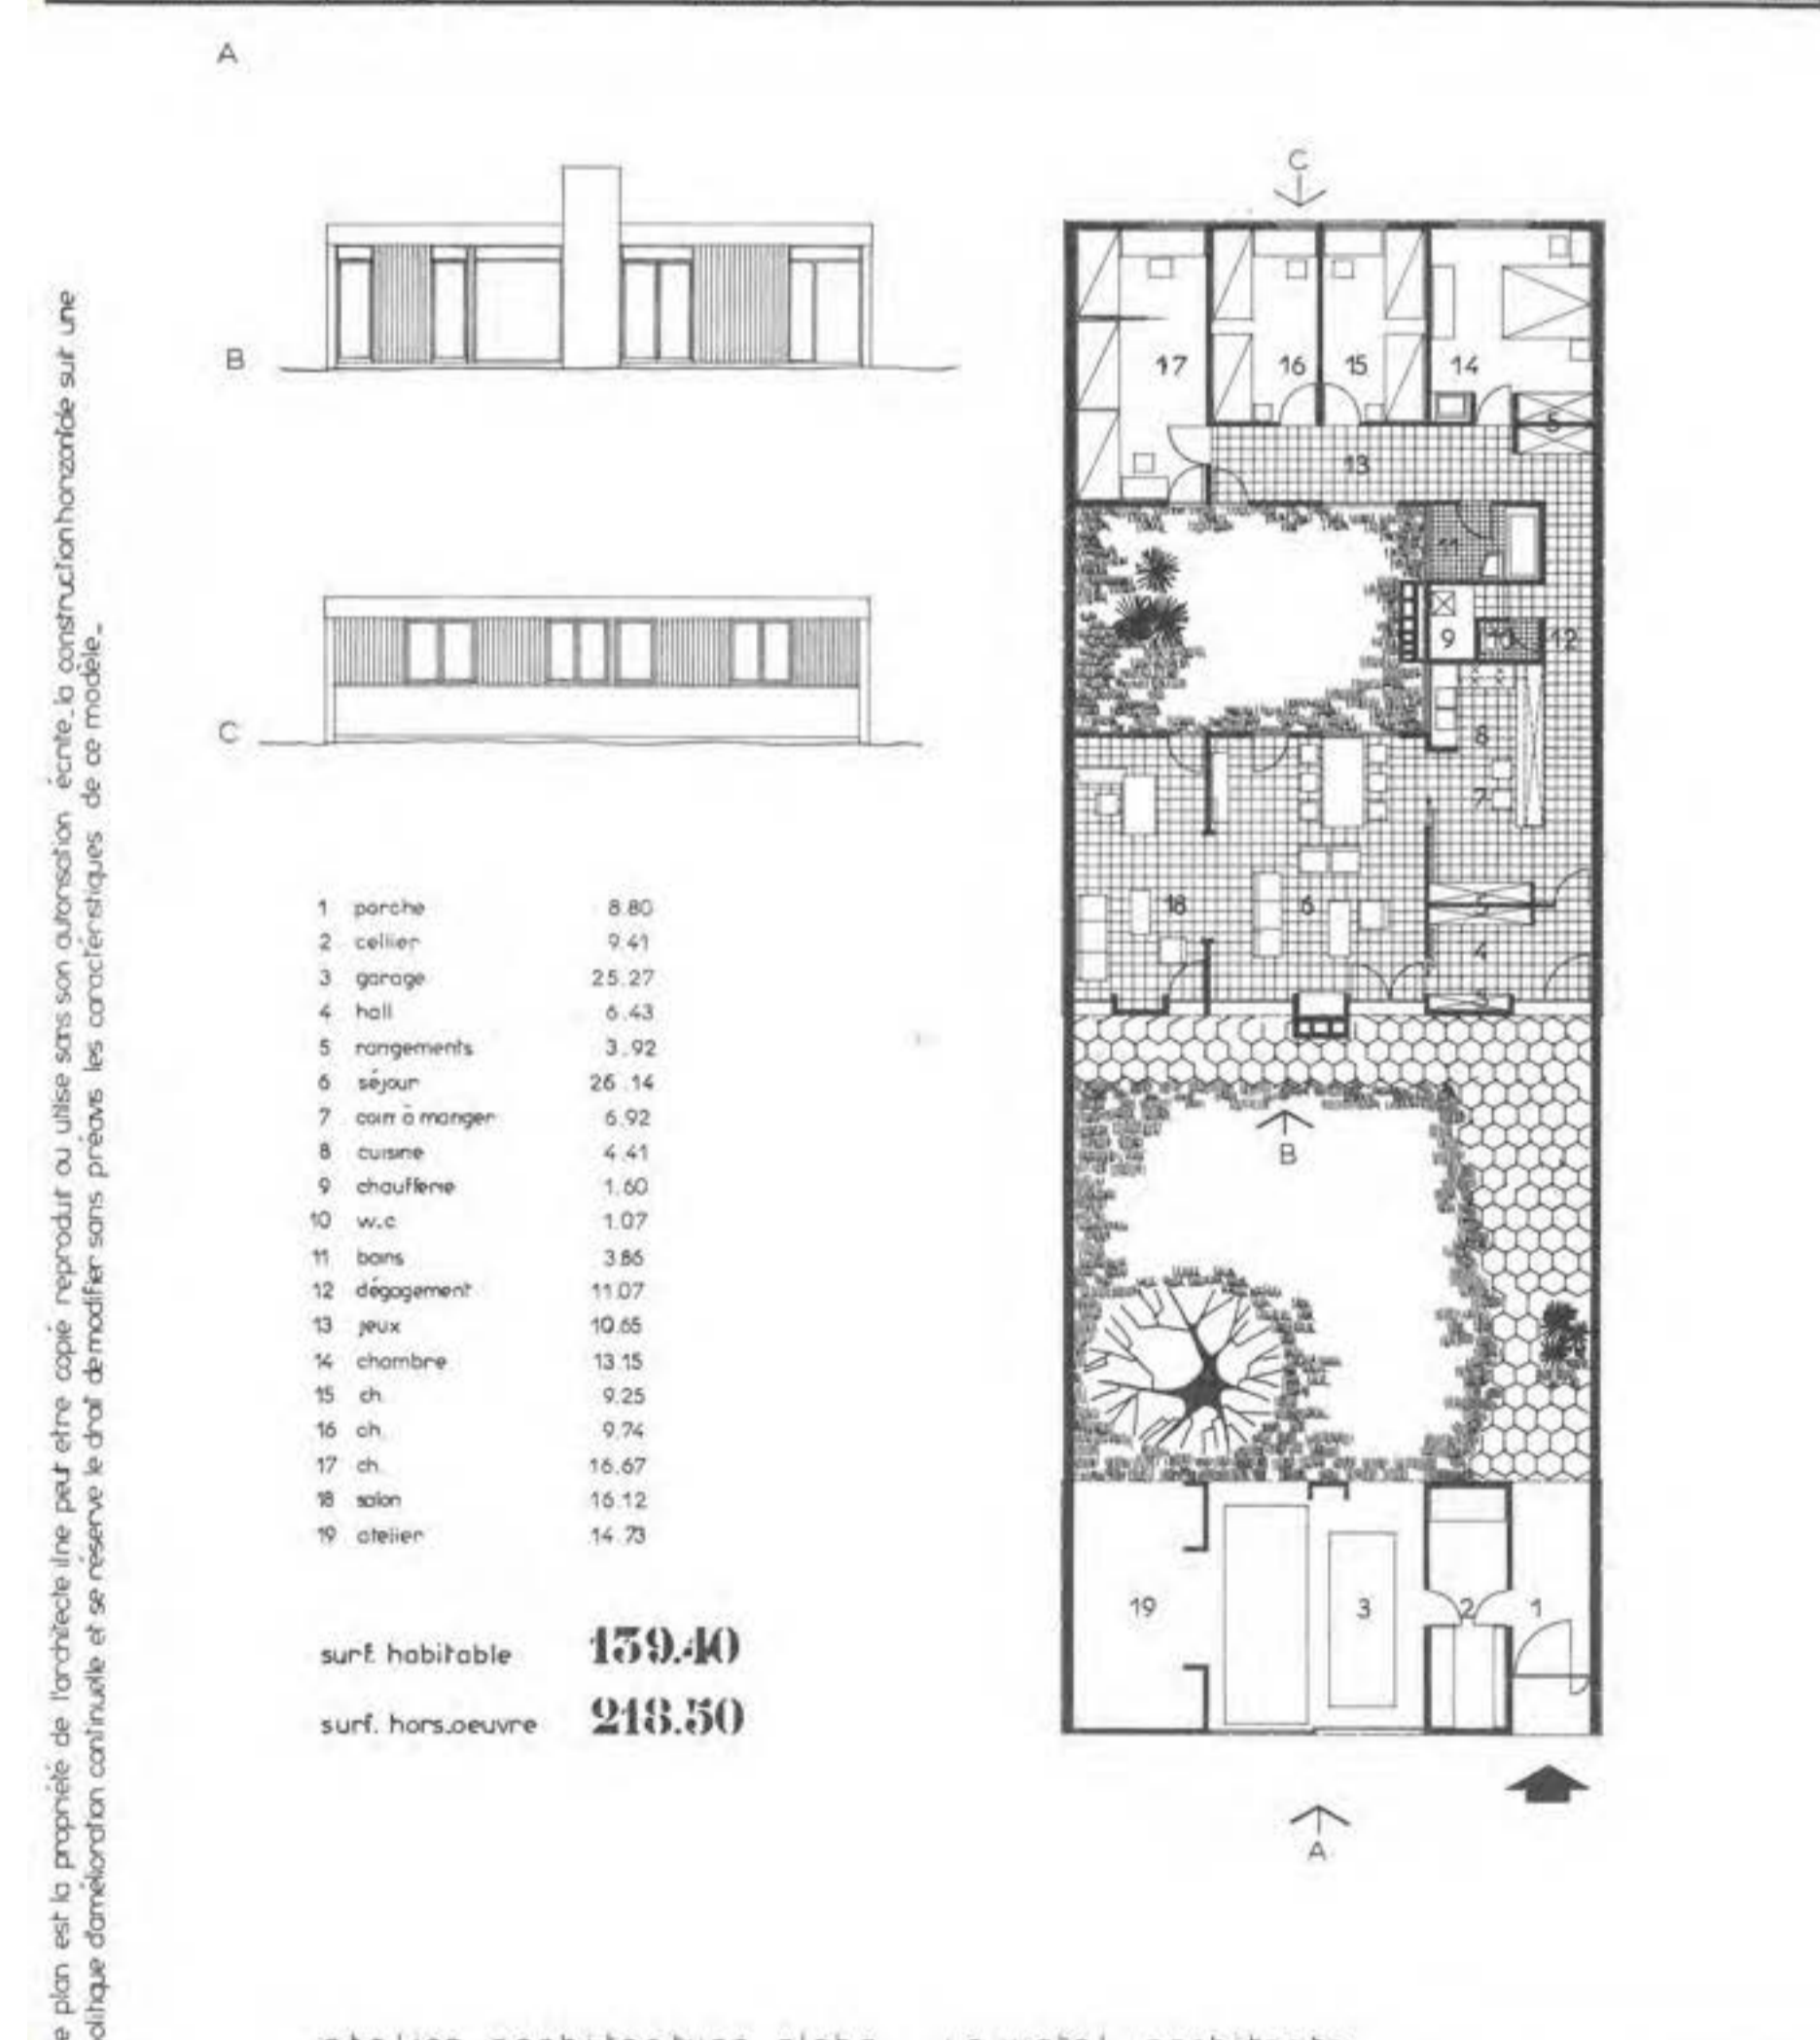 A
B
C
1 porche 8.80
2 cellier 9.41
3 garage 25.27
4 hall 6.43
5 rangements 3.92
6 séjour 26.14
7 coin à manger 6.92
8 cuisine 4.41
9 chaufferie 1.60
10 w.c 1.07
11 bains 3.86
12 dégagement 11.07
13 jeux 10.65
14 chambre 13.15
15 ch. 9.25
16 ch. 9.74
17 ch. 16.67
18 salon 16.12
19 atelier 14.73
surf. habitable 139.40
surf. hors.oeuvre 218.50
C
17 16 15 14
5
13
11
9 10 12
8
7
18 6 5
4
5
B
19 3 2 1
A
plan est la propriété de l'architecte il ne peut etre copié reproduit ou utilise sans son autorisation écrite. la construction horizontale suit une
politique d'amélioration continuelle et se réserve le droit de modifier sans préavis les caractéristiques de ce modèle.